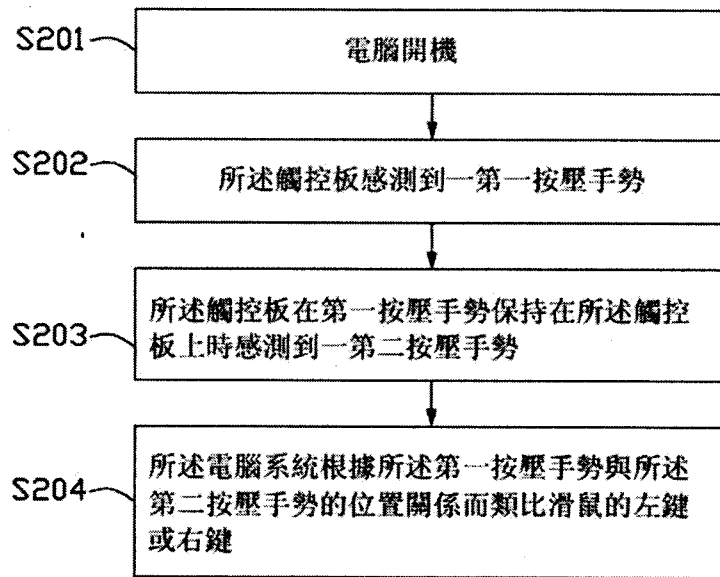 S201
電腦開機
S202
所述觸控板感測到一第一按壓手勢
S203
所述觸控板在第一按壓手勢保持在所述觸控
板上時感測到一第二按壓手勢
S204
所述電腦系統根據所述第一按壓手勢與所述
第二按壓手勢的位置關係而類比滑鼠的左鍵
或右鍵